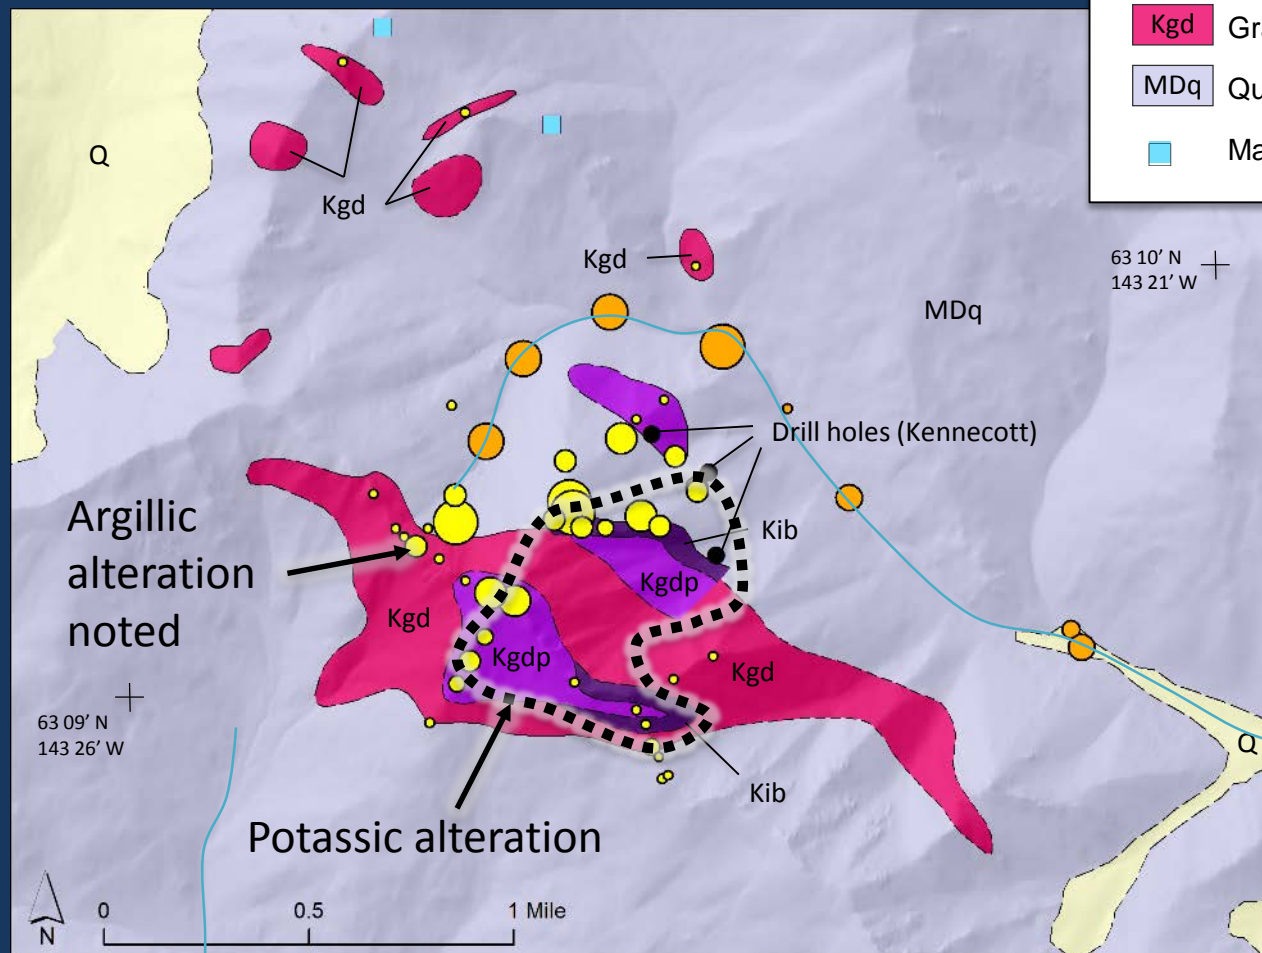 Kgd Gra
MDq Qu
Ma
Q
Kgd
Kgd
63 10' N
143 21' W
MDq
Drill holes (Kennecott)
Argillic
alteration
noted
Kib
Kgdp
Kgd
Kgdp
Kgd
63 09' N
143 26' W
Q
Kib
Potassic alteration
0 0.5 1 Mile
N